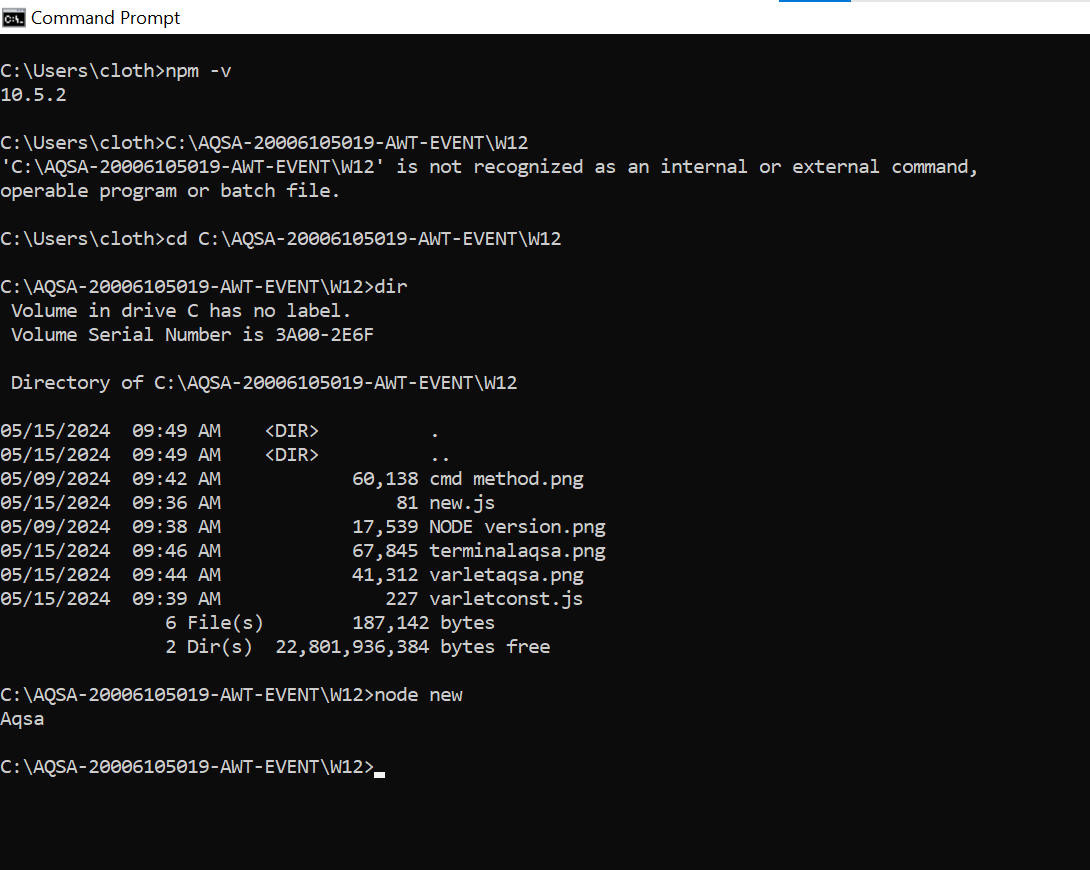 Command Prompt
C:\Users\cloth>npm -v
10.5.2
C:\Users\cloth>C:\AQSA-20006105019-AWT-EVENT\W12
'C:\AQSA-20006105019-AWT-EVENT\W12' is not recognized as an internal or external command,
operable program or batch file.
C:\Users\cloth>cd C:\AQSA-20006105019-AWT-EVENT\W12
C:\AQSA-20006105019-AWT-EVENT\W12>dir
 Volume in drive C has no label.
 Volume Serial Number is 3A00-2E6F
 Directory of C:\AQSA-20006105019-AWT-EVENT\W12
05/15/2024  09:49 AM    <DIR>          .
05/15/2024  09:49 AM    <DIR>          ..
05/09/2024  09:42 AM            60,138 cmd method.png
05/15/2024  09:36 AM                81 new.js
05/09/2024  09:38 AM            17,539 NODE version.png
05/15/2024  09:46 AM            67,845 terminalaqsa.png
05/15/2024  09:44 AM            41,312 varletaqsa.png
05/15/2024  09:39 AM               227 varletconst.js
               6 File(s)        187,142 bytes
               2 Dir(s)  22,801,936,384 bytes free
C:\AQSA-20006105019-AWT-EVENT\W12>node new
Aqsa
C:\AQSA-20006105019-AWT-EVENT\W12>